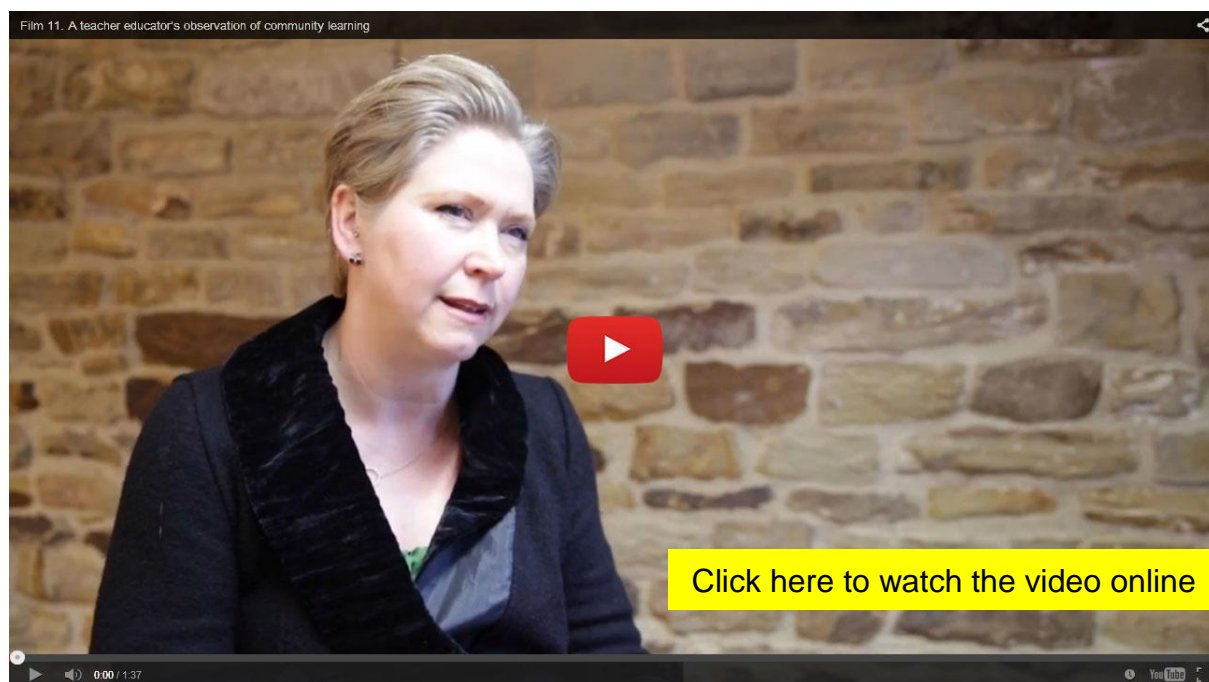 Film 11. A teacher educator's observation of community learning
Click here to watch the video online
0:00 / 1:37
YouTube